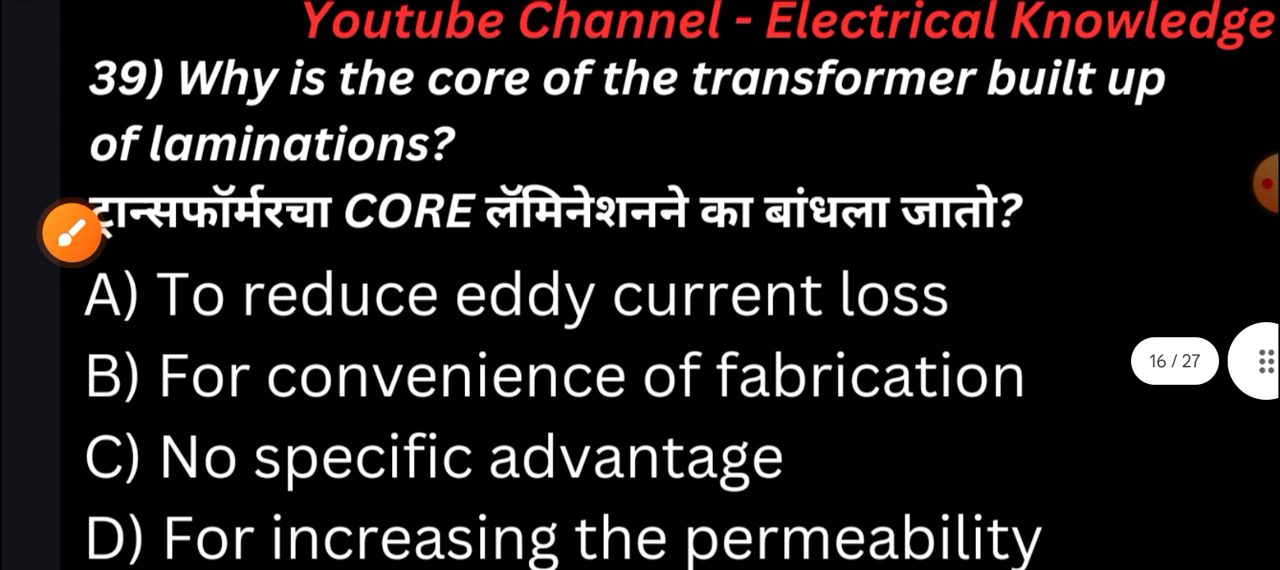 Youtube Channel - Electrical Knowledge
39) Why is the core of the transformer built up
of laminations?
ट्रान्सफॉर्मरचा CORE लॅमिनेशनने का बांधला जातो?
A) To reduce eddy current loss
B) For convenience of fabrication
16 / 27
C) No specific advantage
D) For increasing the permeability